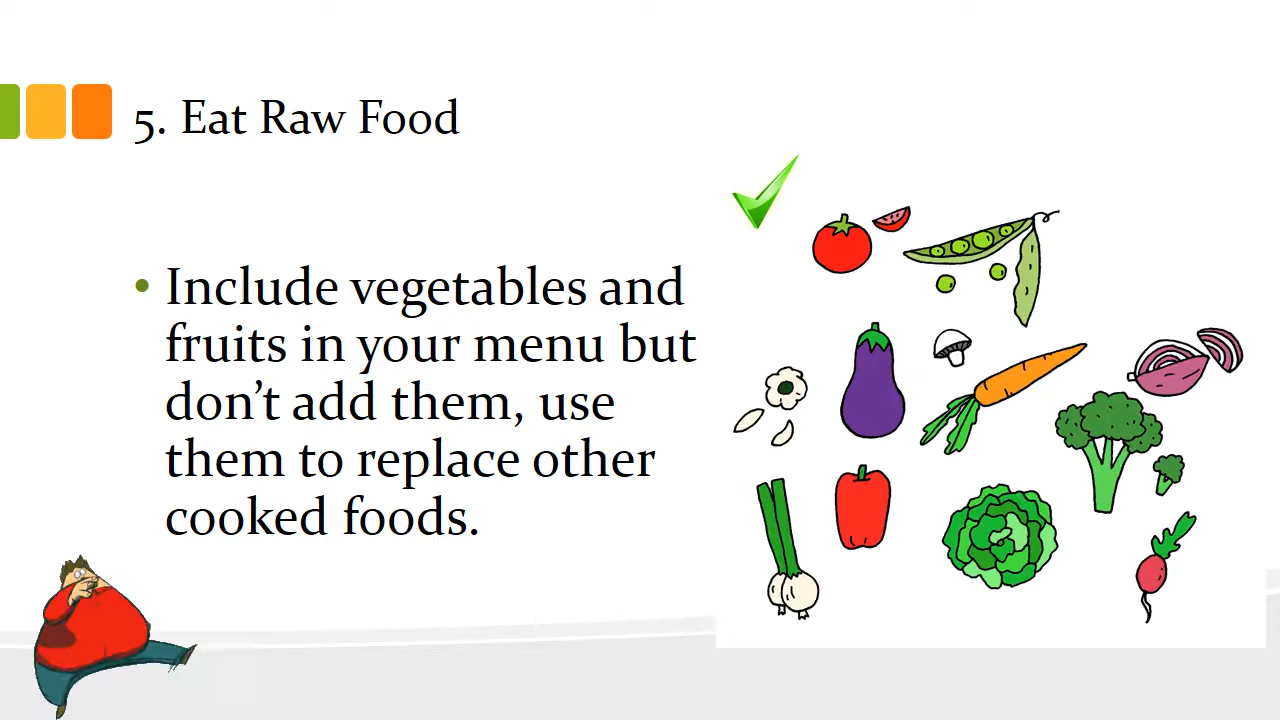 5. Eat Raw Food
• Include vegetables and
fruits in your menu but
don’t add them, use
them to replace other
cooked foods.